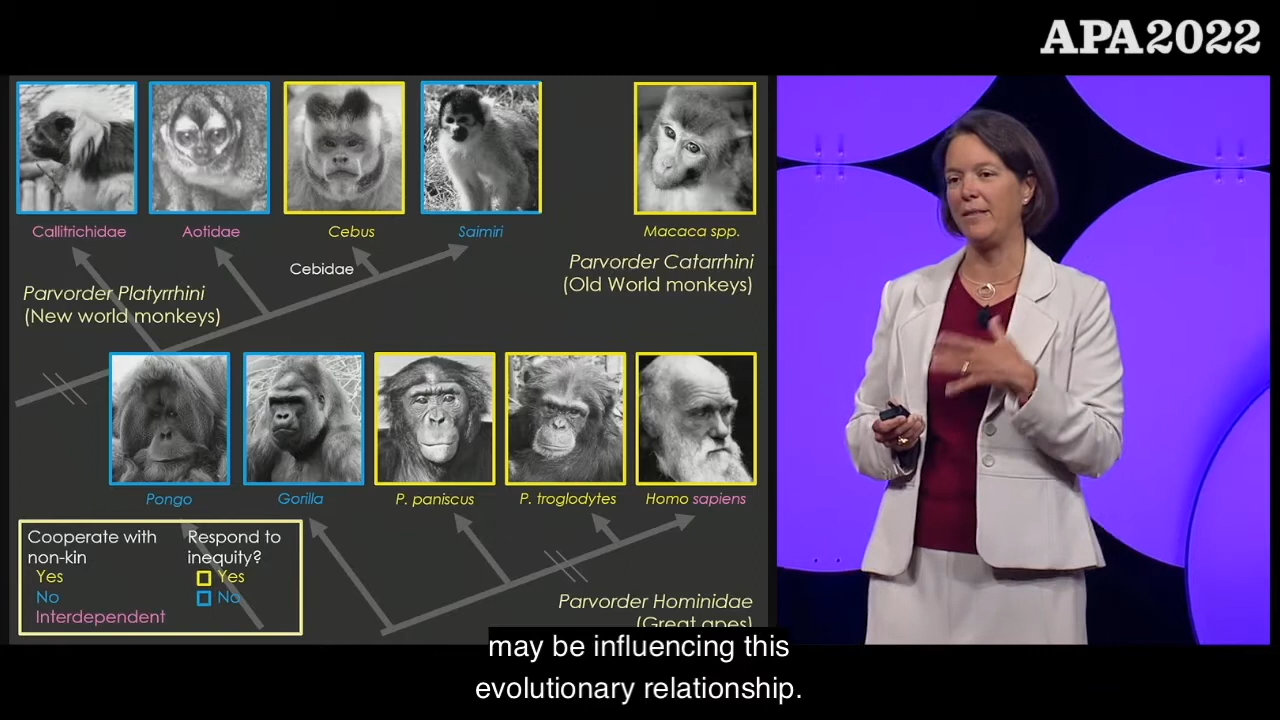 APA2022
Callitrichidae
Aotidae
Cebus
Saimiri
Macaca spp.
Cebidae
Parvorder Catarrhini
(Old World monkeys)
Parvorder Platyrrhini
(New world monkeys)
Pongo
Gorilla
P. paniscus
P. troglodytes
Homo sapiens
Cooperate with
non-kin
Yes
No
Interdependent
Respond to
inequity?
Yes
No
Parvorder Hominidae
(Great apes)
may be influencing this
evolutionary relationship.